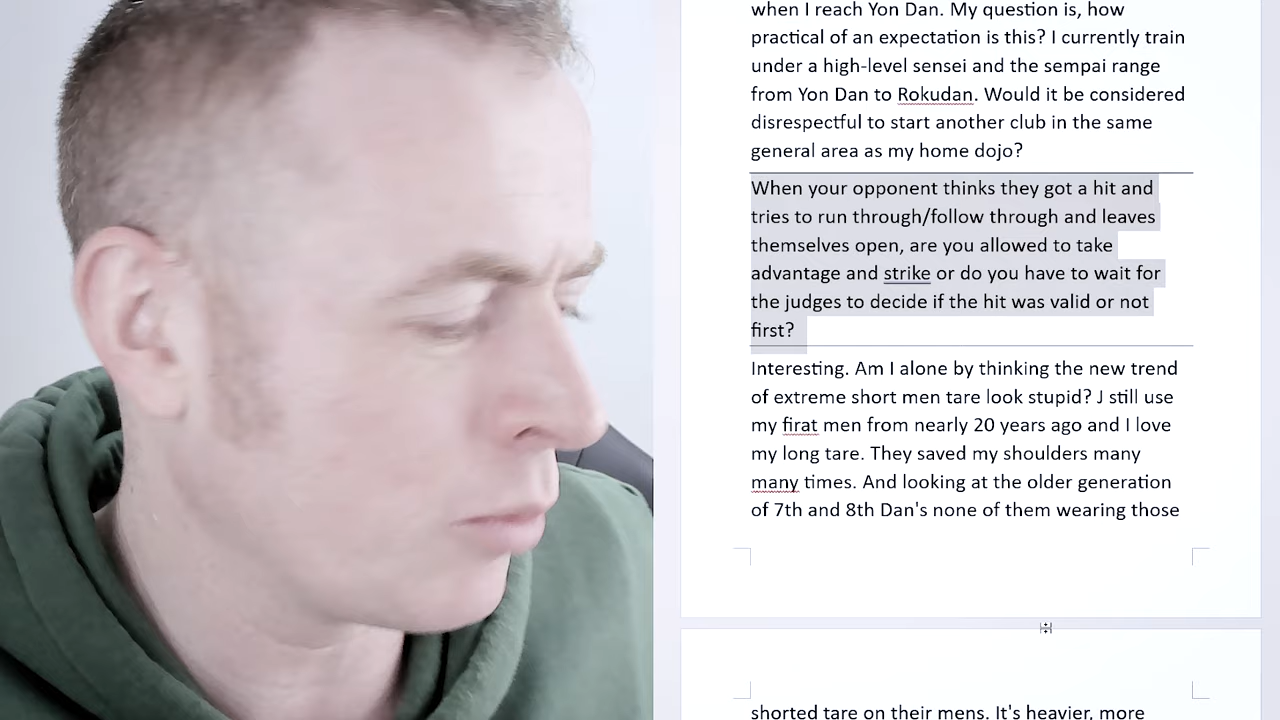 when I reach Yon Dan. My question is, how
practical of an expectation is this? I currently train
under a high-level sensei and the sempai range
from Yon Dan to Rokudan. Would it be considered
disrespectful to start another club in the same
general area as my home dojo?
When your opponent thinks they got a hit and
tries to run through/follow through and leaves
themselves open, are you allowed to take
advantage and strike or do you have to wait for
the judges to decide if the hit was valid or not
first?
Interesting. Am I alone by thinking the new trend
of extreme short men tare look stupid? J still use
my firat men from nearly 20 years ago and I love
my long tare. They saved my shoulders many
many times. And looking at the older generation
of 7th and 8th Dan's none of them wearing those
shorted tare on their mens. It's heavier, more